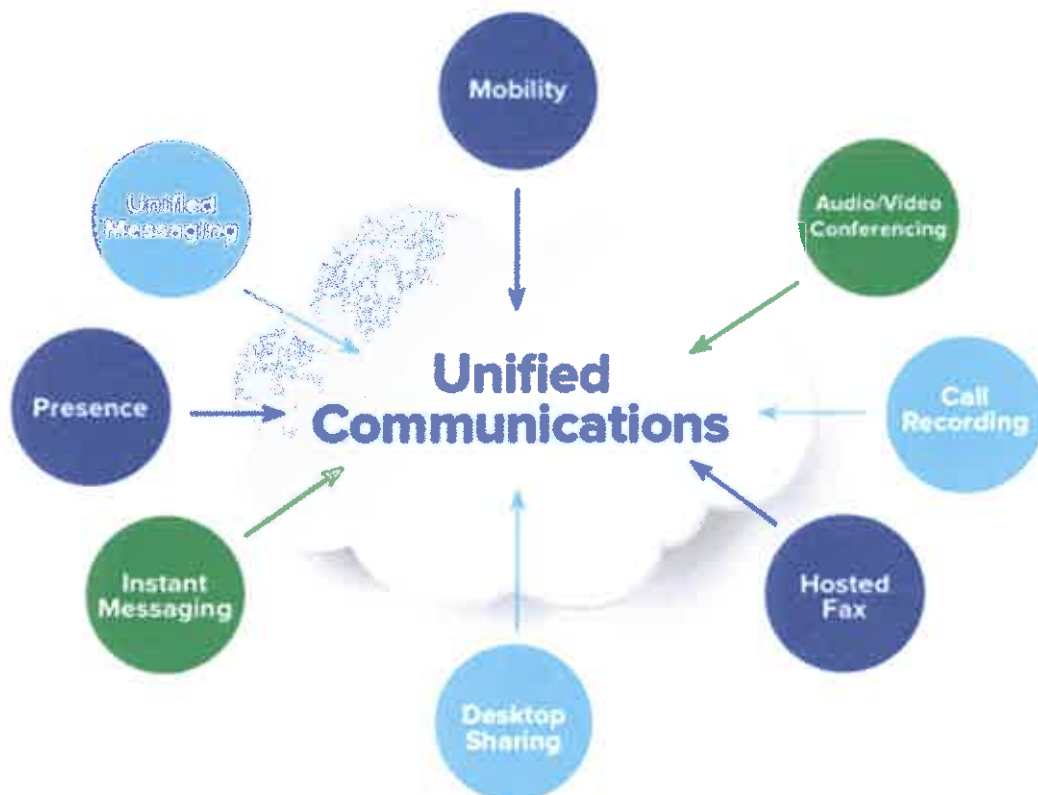 Mobility
Unified
Messaging
Audio/Video
Conferencing
Unified
Communications
Presence
Call
Recording
Instant
Messaging
Hosted
Fax
Desktop
Sharing